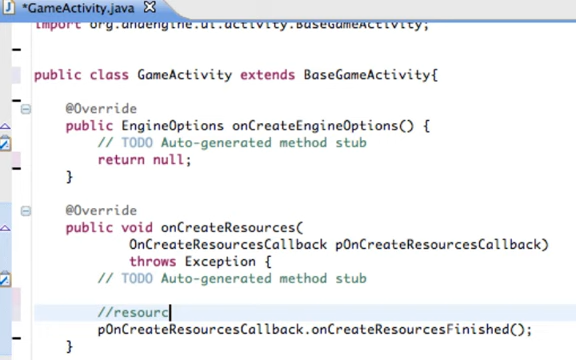 *GameActivity.java
import org.andengine.ui.activity.BaseGameActivity;
public class GameActivity extends BaseGameActivity{
@Override
public EngineOptions onCreateEngineOptions() {
// TODO Auto-generated method stub
return null;
}
@Override
public void onCreateResources(
OnCreateResourcesCallback pOnCreateResourcesCallback)
throws Exception {
// TODO Auto-generated method stub
//resourc
pOnCreateResourcesCallback.onCreateResourcesFinished();
}